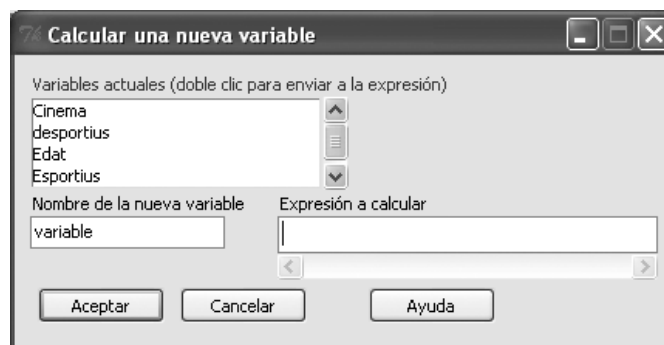 Calcular una nueva variable
Variables actuales (doble clic para enviar a la expresión)
Cinema
desportius
Edat
Esportius
Nombre de la nueva variable
Expresión a calcular
variable
Aceptar
Cancelar
Ayuda